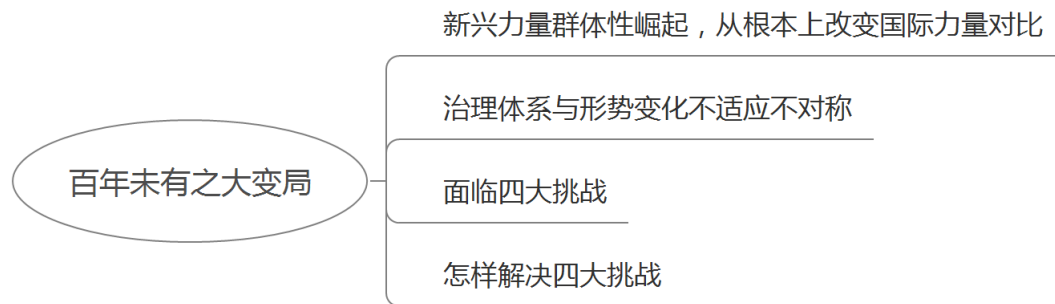 百年未有之大变局
新兴力量群体性崛起，从根本上改变国际力量对比
治理体系与形势变化不适应不对称
面临四大挑战
怎样解决四大挑战